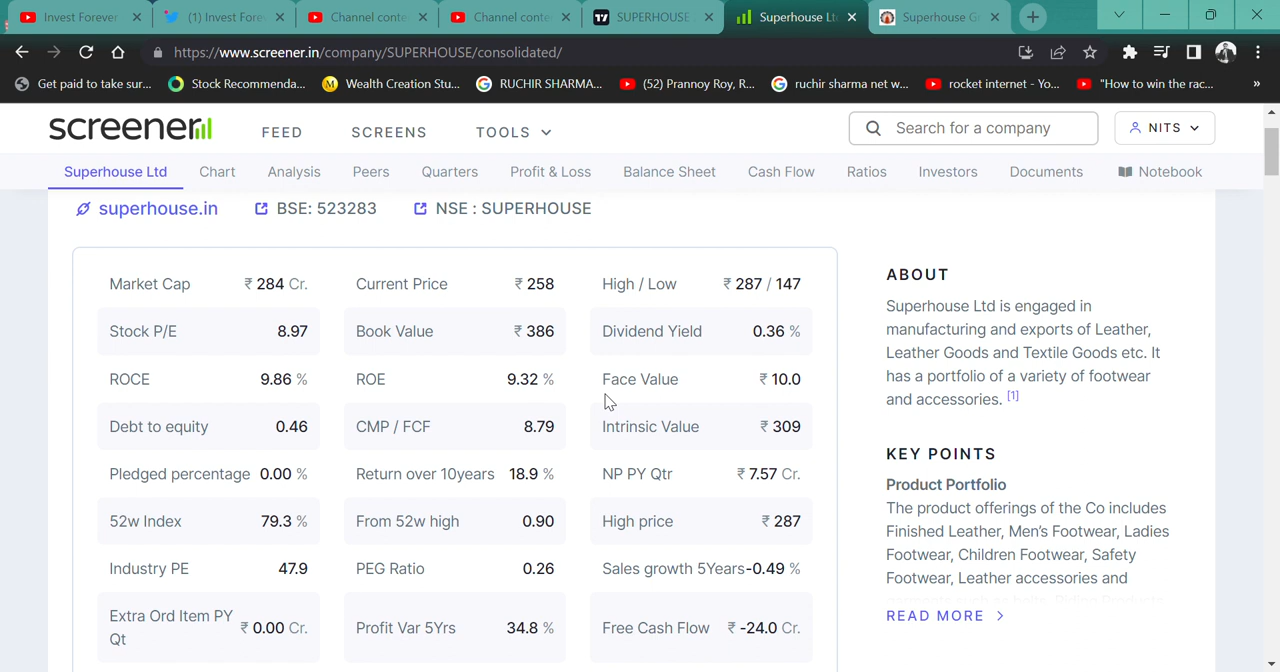 Invest Forever
(1) Invest Fore
Channel conte
Channel conte
SUPERHOUSE
Superhouse Lt
Superhouse G
https://www.screener.in/company/SUPERHOUSE/consolidated/
Get paid to take sur...
Stock Recommenda...
Wealth Creation Stu...
RUCHIR SHARMA...
(52) Prannoy Roy, R...
ruchir sharma net w...
rocket internet - Yo...
"How to win the rac...
»
screener
FEED
SCREENS
TOOLS
Search for a company
NITS
Superhouse Ltd
Chart
Analysis
Peers
Quarters
Profit & Loss
Balance Sheet
Cash Flow
Ratios
Investors
Documents
Notebook
superhouse.in
BSE: 523283
NSE : SUPERHOUSE
Market Cap ₹ 284 Cr.
Current Price ₹ 258
High / Low ₹ 287 / 147
Stock P/E 8.97
Book Value ₹ 386
Dividend Yield 0.36 %
ROCE 9.86 %
ROE 9.32 %
Face Value ₹ 10.0
Debt to equity 0.46
CMP / FCF 8.79
Intrinsic Value ₹ 309
Pledged percentage 0.00 %
Return over 10years 18.9 %
NP PY Qtr ₹ 7.57 Cr.
52w Index 79.3 %
From 52w high 0.90
High price ₹ 287
Industry PE 47.9
PEG Ratio 0.26
Sales growth 5Years -0.49 %
Extra Ord Item PY
Qt ₹ 0.00 Cr.
Profit Var 5Yrs 34.8 %
Free Cash Flow ₹ -24.0 Cr.
ABOUT
Superhouse Ltd is engaged in
manufacturing and exports of Leather,
Leather Goods and Textile Goods etc. It
has a portfolio of a variety of footwear
and accessories. [1]
KEY POINTS
Product Portfolio
The product offerings of the Co includes
Finished Leather, Men's Footwear, Ladies
Footwear, Children Footwear, Safety
Footwear, Leather accessories and
READ MORE